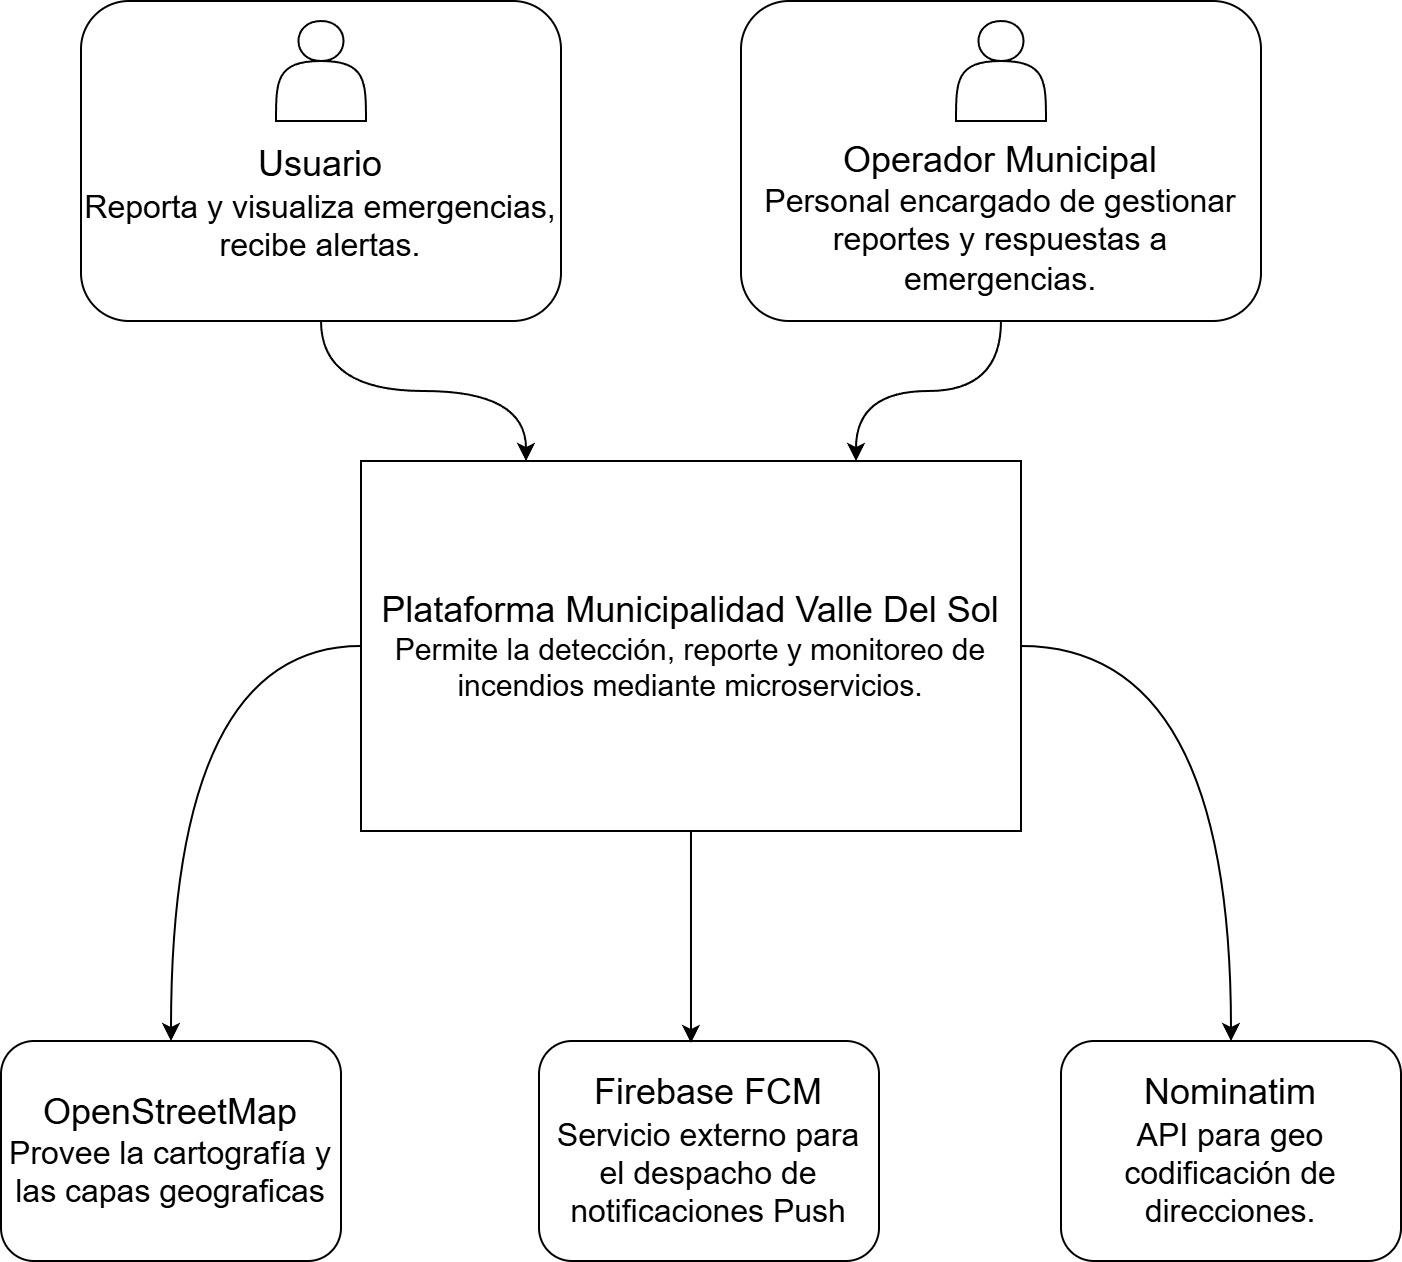 Usuario
Reporta y visualiza emergencias,
recibe alertas.
Operador Municipal
Personal encargado de gestionar
reportes y respuestas a
emergencias.
Plataforma Municipalidad Valle Del Sol
Permite la detección, reporte y monitoreo de
incendios mediante microservicios.
OpenStreetMap
Provee la cartografía y
las capas geograficas
Firebase FCM
Servicio externo para
el despacho de
notificaciones Push
Nominatim
API para geo
codificación de
direcciones.